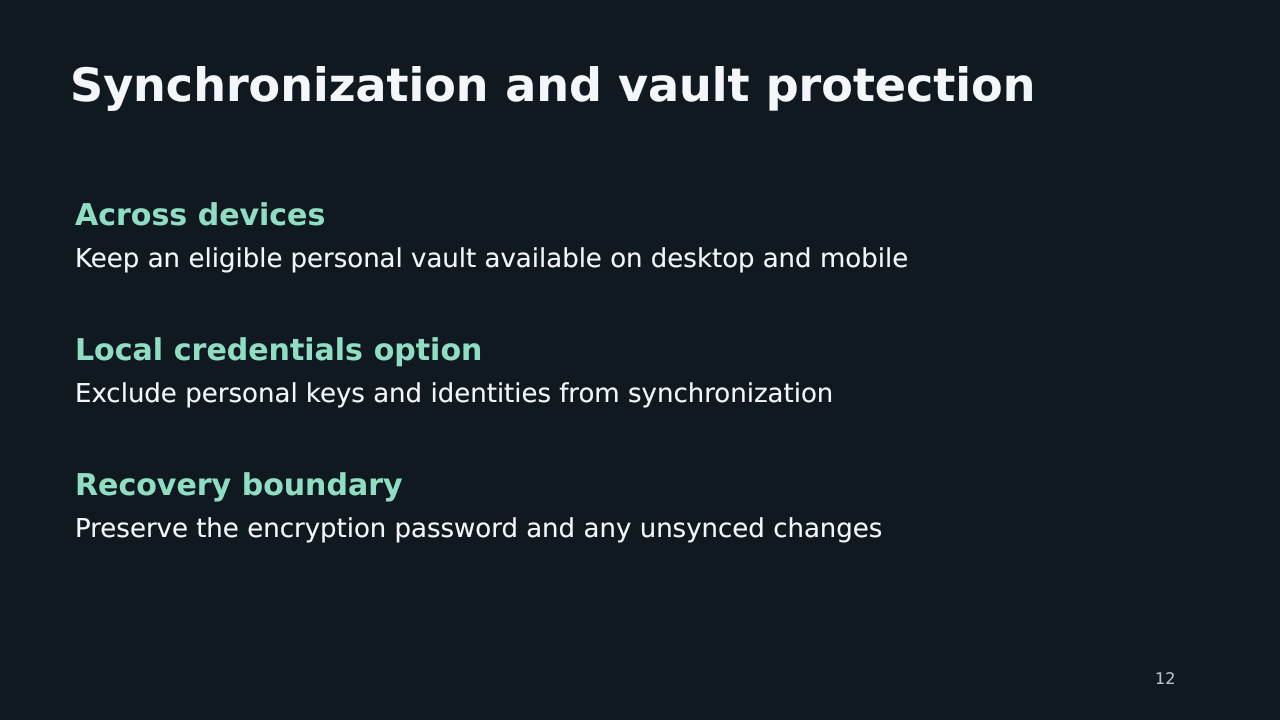 Synchronization and vault protection
Across devices
Keep an eligible personal vault available on desktop and mobile
Local credentials option
Exclude personal keys and identities from synchronization
Recovery boundary
Preserve the encryption password and any unsynced changes
12